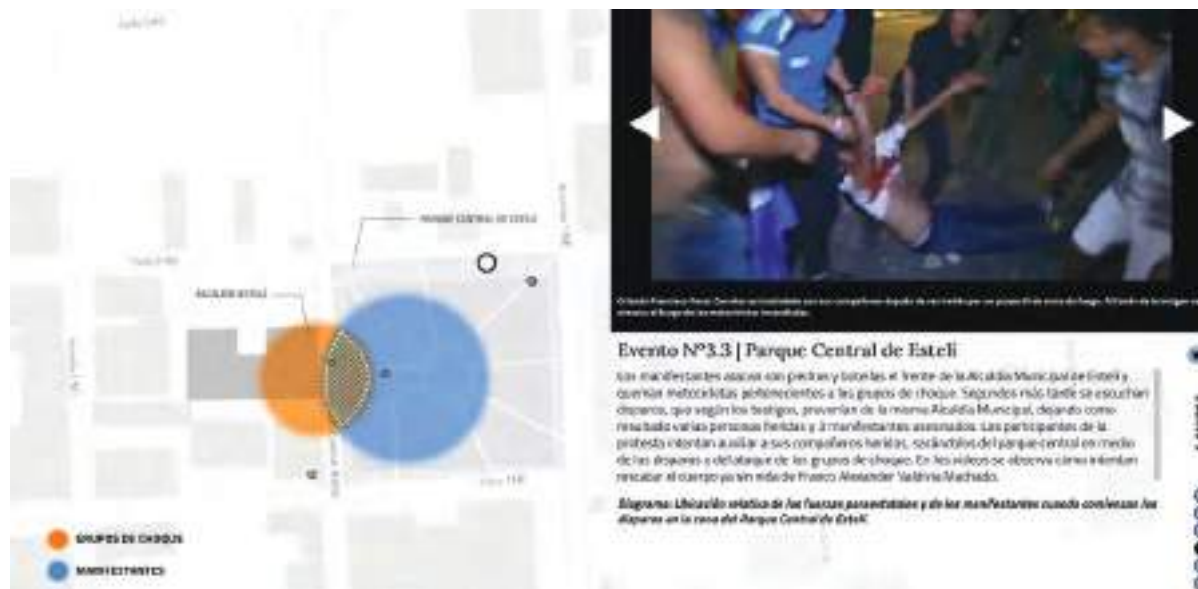 PARQUE CENTRAL DE ESTELÍ
ALCALDÍA ESTELÍ
GRUPOS DE CHOQUE
MANIFESTANTES
Evento N°3.3 | Parque Central de Estelí
Los manifestantes atacan con piedras y botellas el frente de la Alcaldía Municipal de Estelí y
queman motocicletas pertenecientes a los grupos de choque. Segundos más tarde se escuchan
disparos, que según los testigos, provenían de la misma Alcaldía Municipal, dejando como
resultado varias personas heridas y 2 manifestantes asesinados. Los participantes de la
protesta intentan auxiliar a sus compañeros heridos, sacándolos del parque central en medio
de los disparos y del ataque de los grupos de choque. En los videos se observa cómo intentan
rescatar el cuerpo ya sin vida de Franco Alexander Valdivia Machado.
Diagrama: Ubicación relativa de las fuerzas paraestatales y de los manifestantes cuando comienzan los
disparos en la zona del Parque Central de Estelí.